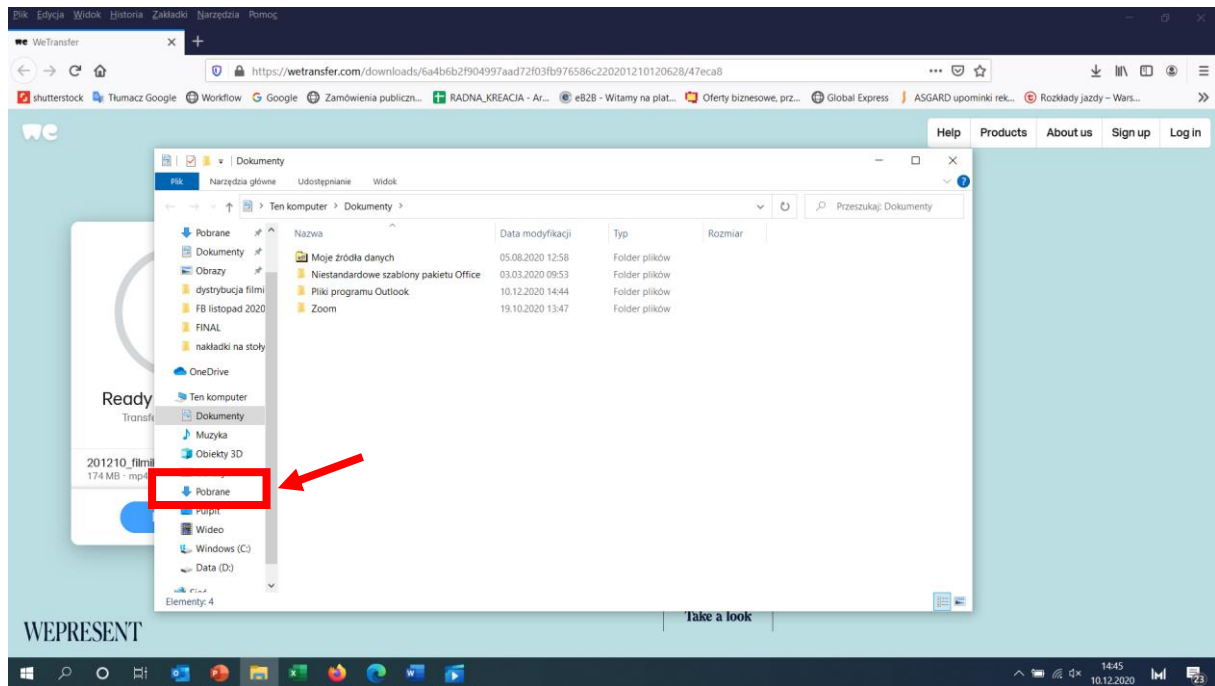 Plik Edycja Widok Historia Zakładki Narzędzia Pomoc
we WeTransfer
https://wetransfer.com/downloads/6a4b6b2f904997aad72f03fb976586c220201210120628/47eca8
shutterstock Tłumacz Google Workflow Google Zamówienia publiczn... RADNA_KREACJA - Ar... eB2B - Witamy na plat... Oferty biznesowe, prz... Global Express ASGARD upominki rek... Rozkłady jazdy – Wars...
we Help Products About us Sign up Log in
Dokumenty
Plik Narzędzia główne Udostępnianie Widok
Ten komputer > Dokumenty >
Przeszukaj: Dokumenty
Nazwa Data modyfikacji Typ Rozmiar
Moje źródła danych 05.08.2020 12:58 Folder plików
Niestandardowe szablony pakietu Office 03.03.2020 09:53 Folder plików
Pliki programu Outlook 10.12.2020 14:44 Folder plików
Zoom 19.10.2020 13:47 Folder plików
Pobrane
Dokumenty
Obrazy
dystrybucja filmi
FB listopad 2020
FINAL
nakładki na stoły
OneDrive
Ten komputer
Dokumenty
Muzyka
Obiekty 3D
Pobrane
Pulpit
Wideo
Windows (C:)
Data (D:)
Elementy: 4
Ready
Transfe
201210_filmi
174 MB - mp4
WEPRESENT
Take a look
14:45
10.12.2020
23